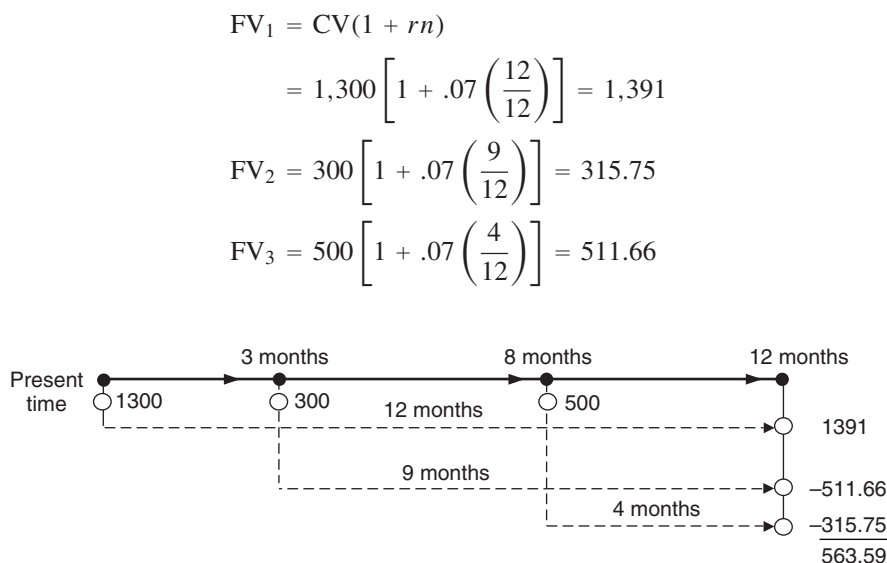 FV₁ = CV(1 + rn)
= 1,300 [1 + .07 (12/12)] = 1,391
FV₂ = 300 [1 + .07 (9/12)] = 315.75
FV₃ = 500 [1 + .07 (4/12)] = 511.66
3 months 8 months 12 months
Present time
1300 300 500
12 months
1391
9 months
–511.66
4 months
–315.75
563.59